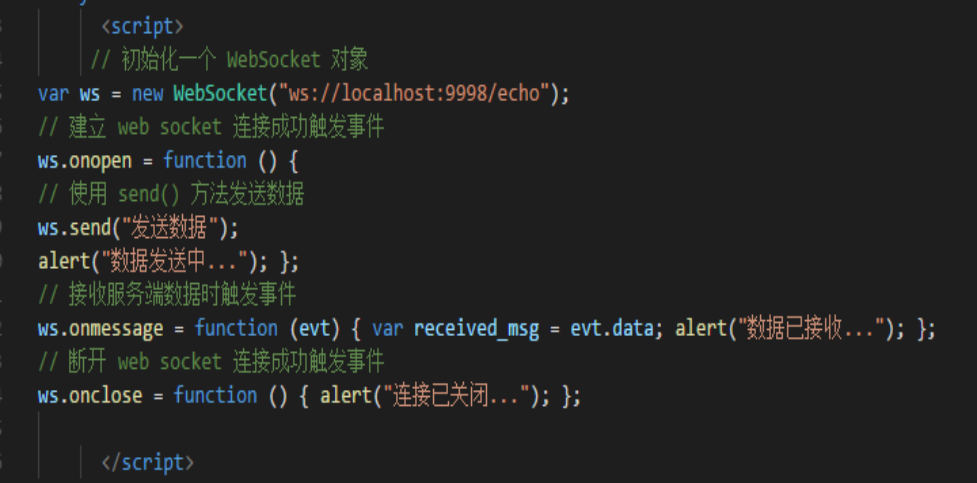 <script>
// 初始化一个 WebSocket 对象
var ws = new WebSocket("ws://localhost:9998/echo");
// 建立 web socket 连接成功触发事件
ws.onopen = function () {
// 使用 send() 方法发送数据
ws.send("发送数据");
alert("数据发送中..."); };
// 接收服务端数据时触发事件
ws.onmessage = function (evt) { var received_msg = evt.data; alert("数据已接收..."); };
// 断开 web socket 连接成功触发事件
ws.onclose = function () { alert("连接已关闭..."); };
</script>